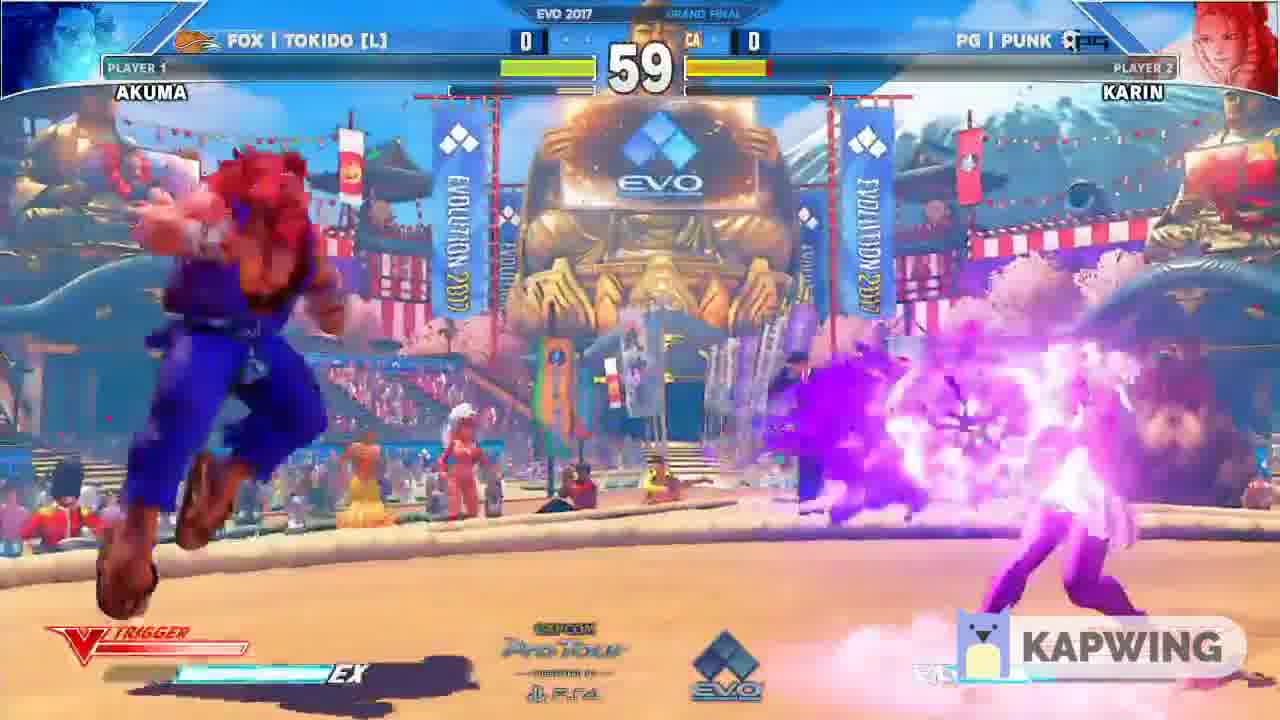 EVO 2017 GRAND FINAL
FOX | TOKIDO [L] 0 CA 0 PG | PUNK
PLAYER 1 59 PLAYER 2
AKUMA KARIN
EVO
EVOLUTION 2017 EVOLUTION 2017
V TRIGGER
EX
CAPCOM
Pro Tour
EVO
KAPWING